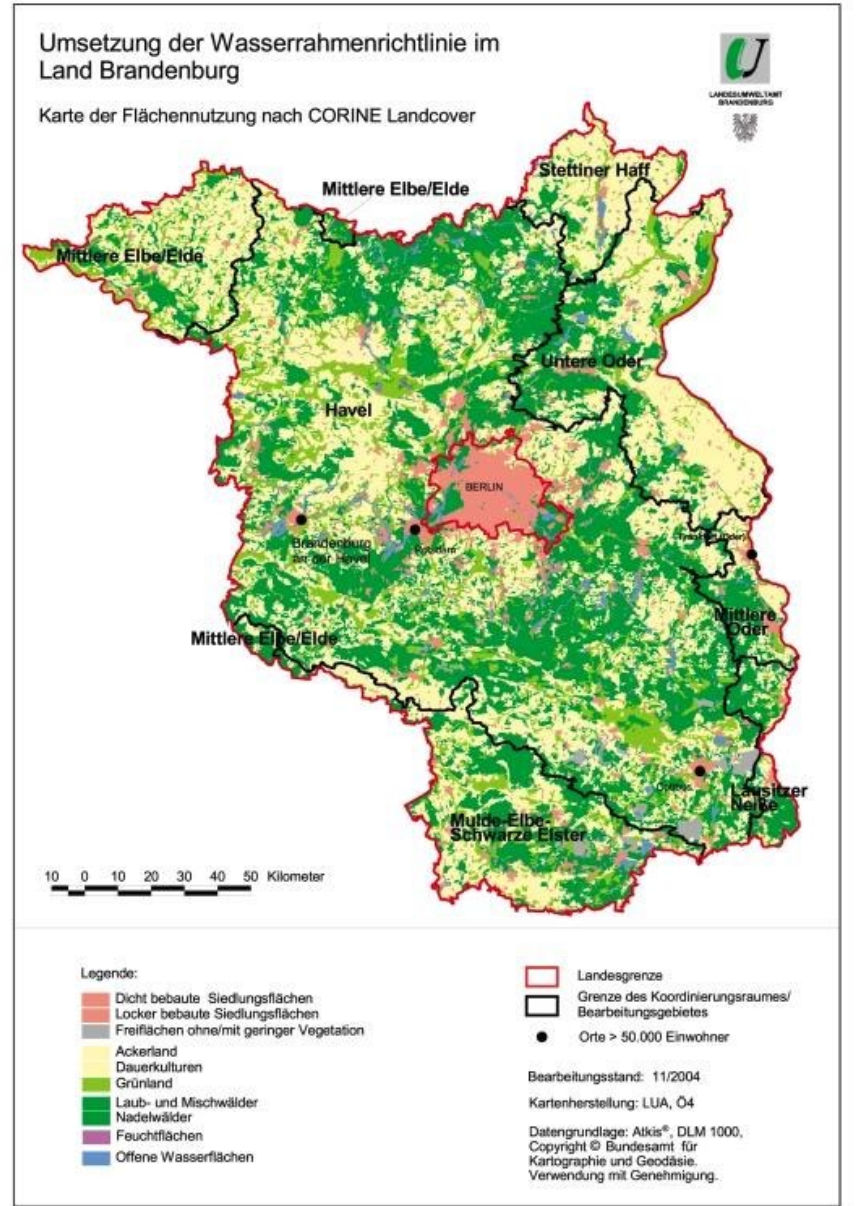 Umsetzung der Wasserrahmenrichtlinie im
Land Brandenburg
Karte der Flächennutzung nach CORINE Landcover
LANDESUMWELTAMT
BRANDENBURG
Stettiner Haff
Mittlere Elbe/Elde
Mittlere Elbe/Elde
Untere Oder
Havel
BERLIN
Brandenburg
an der Havel
Potsdam
Frankfurt (Oder)
Mittlere
Oder
Mittlere Elbe/Elde
Cottbus
Lausitzer
Neiße
Mulde-Elbe-
Schwarze Elster
10 0 10 20 30 40 50 Kilometer
Legende:
Dicht bebaute Siedlungsflächen
Locker bebaute Siedlungsflächen
Freiflächen ohne/mit geringer Vegetation
Ackerland
Dauerkulturen
Grünland
Laub- und Mischwälder
Nadelwälder
Feuchtflächen
Offene Wasserflächen
Landesgrenze
Grenze des Koordinierungsraumes/
Bearbeitungsgebietes
Orte > 50.000 Einwohner
Bearbeitungsstand: 11/2004
Kartenherstellung: LUA, Ö4
Datengrundlage: Atkis®, DLM 1000,
Copyright © Bundesamt für
Kartographie und Geodäsie.
Verwendung mit Genehmigung.